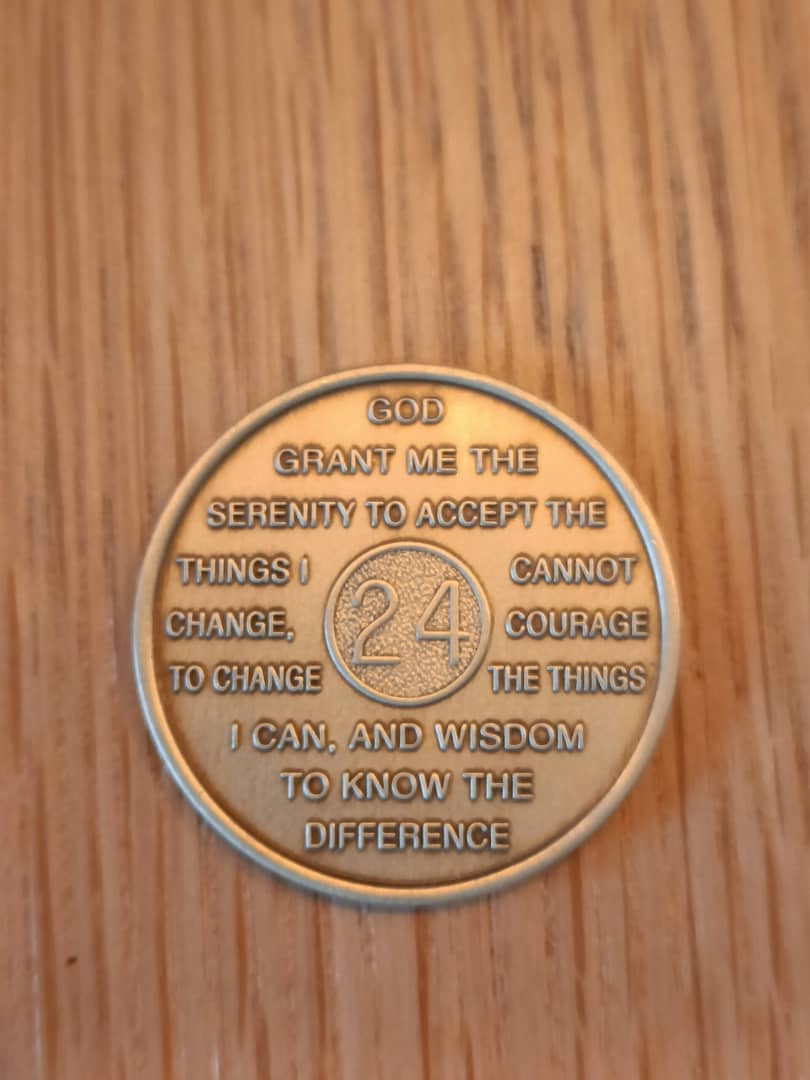 GOD
GRANT ME THE
SERENITY TO ACCEPT THE
THINGS I CANNOT
CHANGE, COURAGE
24
TO CHANGE THE THINGS
I CAN, AND WISDOM
TO KNOW THE
DIFFERENCE